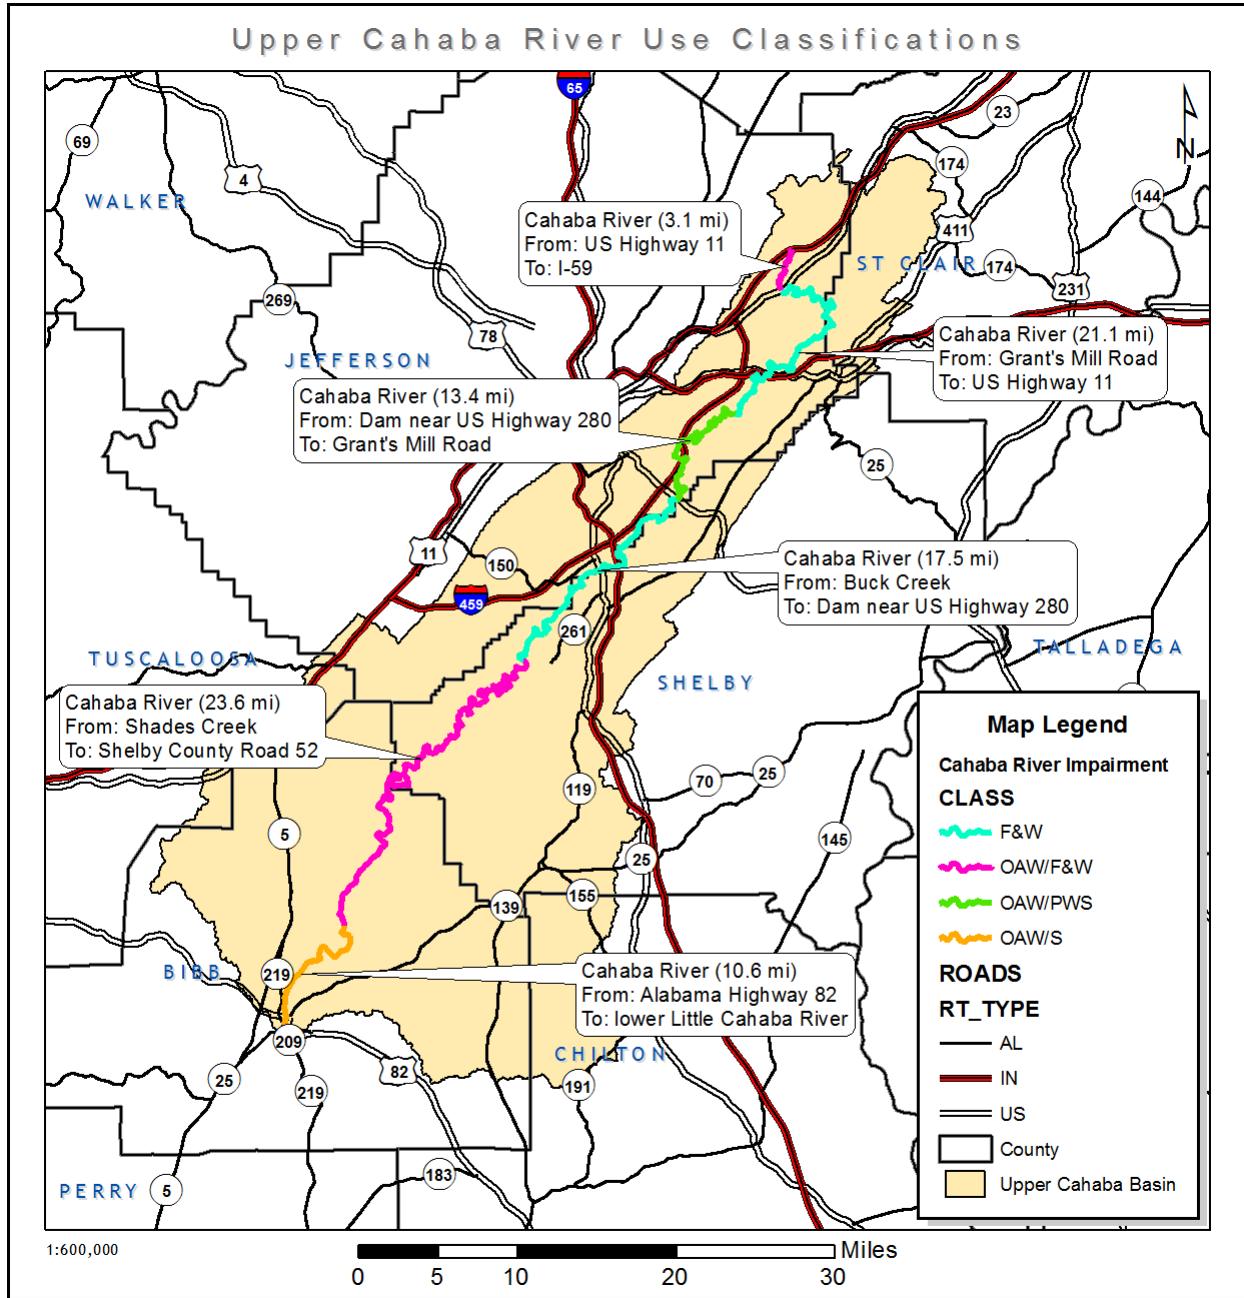 Upper Cahaba River Use Classifications
65
23
69
174
4
WALKER
144
Cahaba River (3.1 mi)
From: US Highway 11
To: I-59
411
ST CLAIR
174
231
269
78
Cahaba River (21.1 mi)
From: Grant's Mill Road
To: US Highway 11
JEFFERSON
Cahaba River (13.4 mi)
From: Dam near US Highway 280
To: Grant's Mill Road
25
11
150
Cahaba River (17.5 mi)
From: Buck Creek
To: Dam near US Highway 280
459
261
TUSCALOOSA
TALLADEGA
SHELBY
Cahaba River (23.6 mi)
From: Shades Creek
To: Shelby County Road 52
70
25
119
5
145
25
155
139
BIBB
219
Cahaba River (10.6 mi)
From: Alabama Highway 82
To: lower Little Cahaba River
209
CHILTON
82
25
219
191
183
PERRY
5
N
Map Legend
Cahaba River Impairment
CLASS
F&W
OAW/F&W
OAW/PWS
OAW/S
ROADS
RT_TYPE
AL
IN
US
County
Upper Cahaba Basin
1:600,000
Miles
0 5 10 20 30